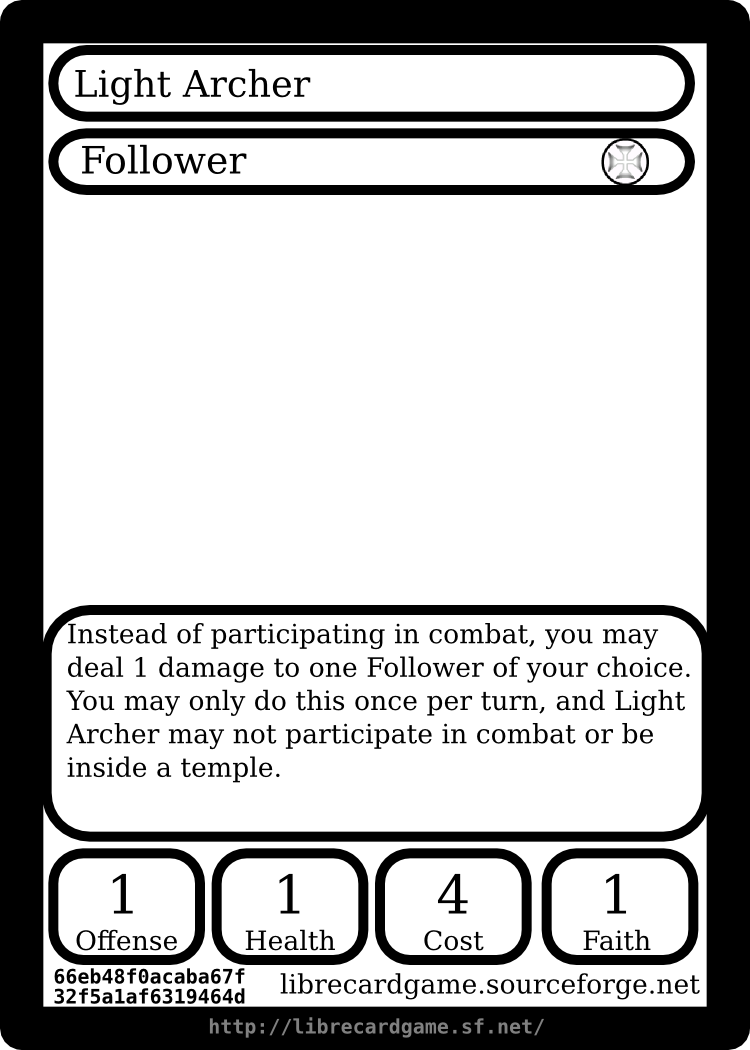 Light Archer
Follower
Instead of participating in combat, you may
deal 1 damage to one Follower of your choice.
You may only do this once per turn, and Light
Archer may not participate in combat or be
inside a temple.
1 1 4 1
Offense Health Cost Faith
66eb48f0acaba67f
32f5a1af6319464d
librecardgame.sourceforge.net
http://librecardgame.sf.net/